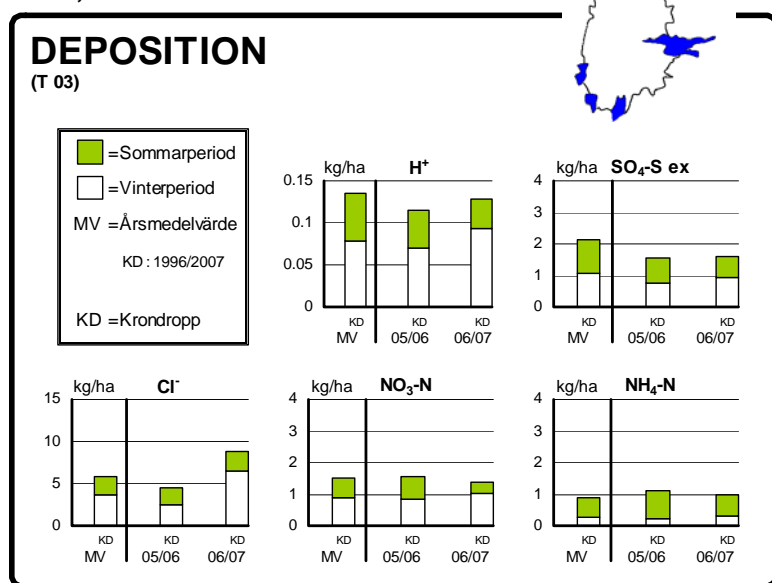 DEPOSITION
(T 03)
=Sommarperiod
=Vinterperiod
MV =Årsmedelvärde
KD : 1996/2007
KD =Krondropp
kg/ha H⁺
0.15
0.1
0.05
0
KD KD KD
MV 05/06 06/07
kg/ha SO₄-S ex
4
3
2
1
0
KD KD KD
MV 05/06 06/07
kg/ha Cl⁻
15
10
5
0
KD KD KD
MV 05/06 06/07
kg/ha NO₃-N
4
3
2
1
0
KD KD KD
MV 05/06 06/07
kg/ha NH₄-N
4
3
2
1
0
KD KD KD
MV 05/06 06/07